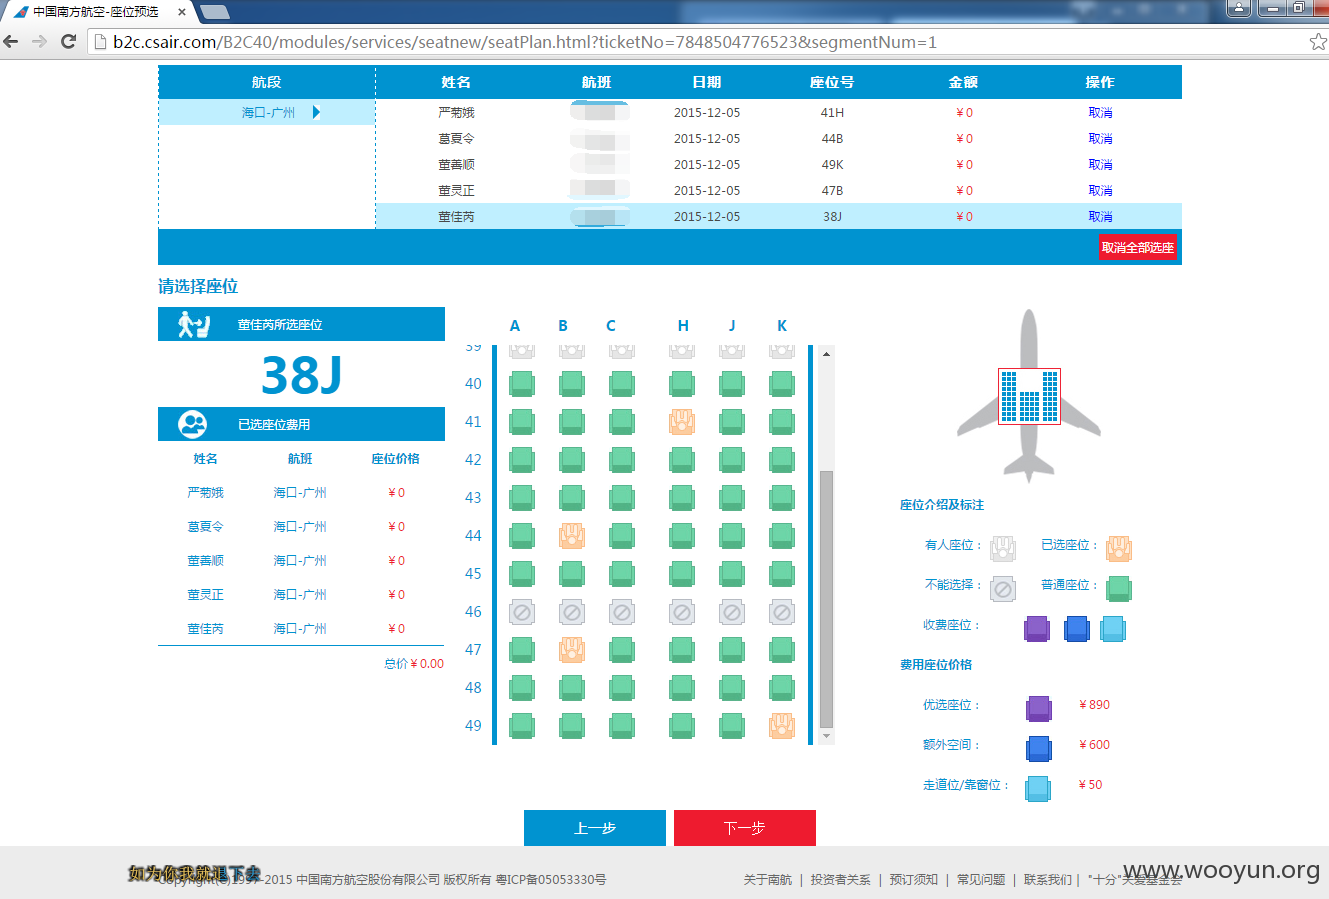 中国南方航空-座位预选
b2c.csair.com/B2C40/modules/services/seatnew/seatPlan.html?ticketNo=7848504776523&segmentNum=1
航段 姓名 航班 日期 座位号 金额 操作
海口-广州 严菊娥 2015-12-05 41H ￥0 取消
葛夏令 2015-12-05 44B ￥0 取消
董善顺 2015-12-05 49K ￥0 取消
董灵正 2015-12-05 47B ￥0 取消
董佳芮 2015-12-05 38J ￥0 取消
取消全部选座
请选择座位
董佳芮所选座位
38J
已选座位费用
姓名 航班 座位价格
严菊娥 海口-广州 ￥0
葛夏令 海口-广州 ￥0
董善顺 海口-广州 ￥0
董灵正 海口-广州 ￥0
董佳芮 海口-广州 ￥0
总价￥0.00
A B C H J K
39
40
41
42
43
44
45
46
47
48
49
座位介绍及标注
有人座位： 已选座位：
不能选择： 普通座位：
收费座位：
费用座位价格
优选座位： ￥890
额外空间： ￥600
走道位/靠窗位： ￥50
上一步 下一步
如为你我就退下去
Copyright(c)1997-2015 中国南方航空股份有限公司 版权所有 粤ICP备05053330号
关于南航 | 投资者关系 | 预订须知 | 常见问题 | 联系我们 | "十分"关爱基金会
www.wooyun.org